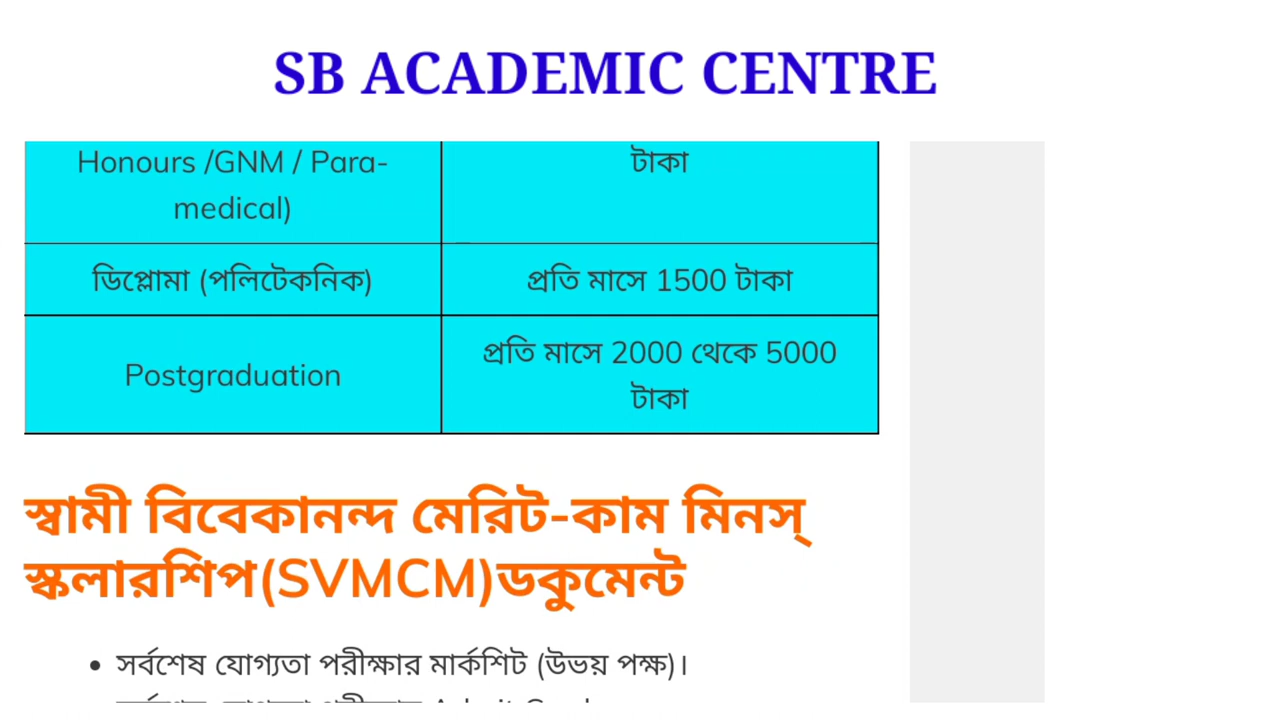 SB ACADEMIC CENTRE
Honours /GNM / Para-
medical)
টাকা
ডিপ্লোমা (পলিটেকনিক)
প্রতি মাসে 1500 টাকা
Postgraduation
প্রতি মাসে 2000 থেকে 5000
টাকা
স্বামী বিবেকানন্দ মেরিট-কাম মিনস্
স্কলারশিপ(SVMCM)ডকুমেন্ট
• সর্বশেষ যোগ্যতা পরীক্ষার মার্কশিট (উভয় পক্ষ)।